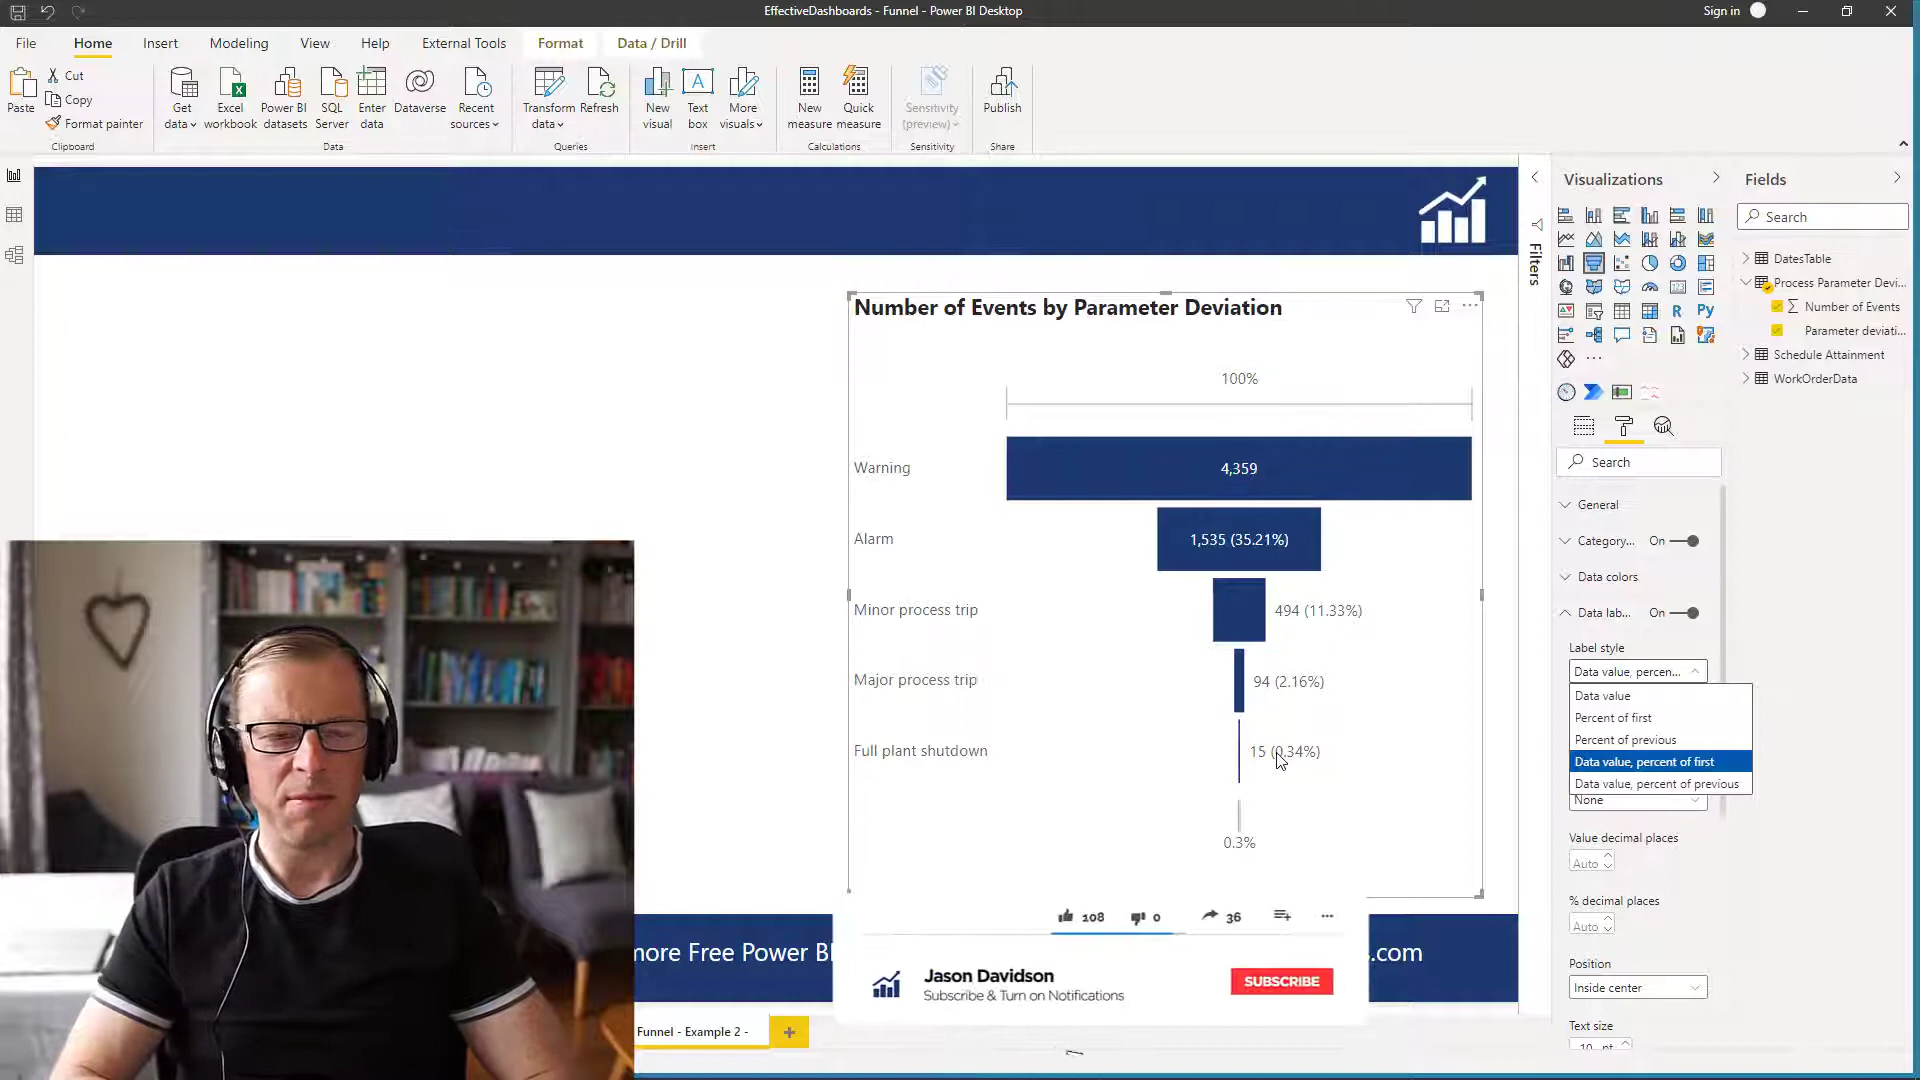 EffectiveDashboards - Funnel - Power BI Desktop
Sign in
File Home Insert Modeling View Help External Tools Format Data / Drill
Paste
Cut
Copy
Format painter
Clipboard
Get data
Excel workbook
Power BI datasets
SQL Server
Enter data
Dataverse
Recent sources
Data
Transform data
Refresh
Queries
New visual
Text box
More visuals
Insert
New measure
Quick measure
Calculations
Sensitivity (preview)
Sensitivity
Publish
Share
Number of Events by Parameter Deviation
100%
Warning 4,359
Alarm 1,535 (35.21%)
Minor process trip 494 (11.33%)
Major process trip 94 (2.16%)
Full plant shutdown 15 (0.34%)
0.3%
Filters
Visualizations
R Py
Search
General
Category... On
Data colors
Data lab... On
Label style
Data value, percen...
Data value
Percent of first
Percent of previous
Data value, percent of first
Data value, percent of previous
None
Value decimal places
Auto
% decimal places
Auto
Position
Inside center
Text size
10 pt
Fields
Search
DatesTable
Process Parameter Devi...
Number of Events
Parameter deviati...
Schedule Attainment
WorkOrderData
108 0 36
more Free Power BI
s.com
Jason Davidson
Subscribe & Turn on Notifications
SUBSCRIBE
Funnel - Example 2 -